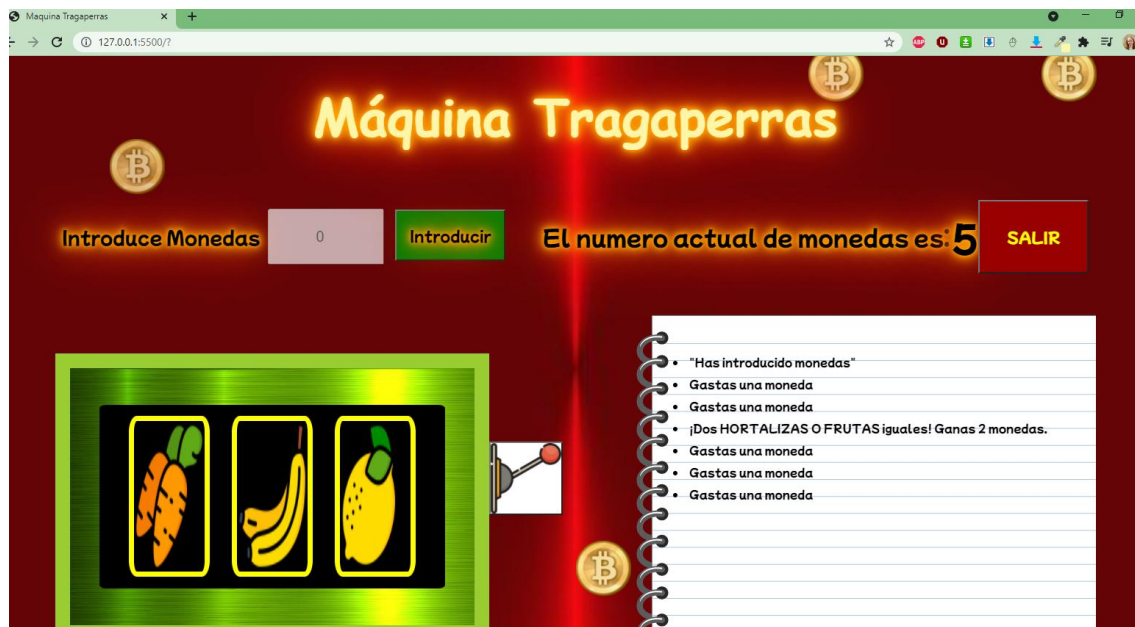 Maquina Tragaperras
127.0.0.1:5500/?
ABP
Máquina Tragaperras
Introduce Monedas 0 Introducir El numero actual de monedas es: 5 SALIR
"Has introducido monedas"
Gastas una moneda
Gastas una moneda
¡Dos HORTALIZAS O FRUTAS iguales! Ganas 2 monedas.
Gastas una moneda
Gastas una moneda
Gastas una moneda